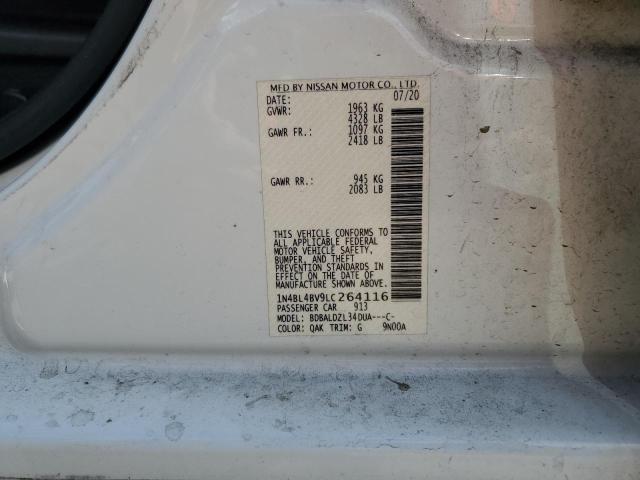 MFD BY NISSAN MOTOR CO., LTD.
DATE: 07/20
GVWR: 1963 KG
4328 LB
GAWR FR.: 1097 KG
2418 LB
GAWR RR.: 945 KG
2083 LB
THIS VEHICLE CONFORMS TO
ALL APPLICABLE FEDERAL
MOTOR VEHICLE SAFETY,
BUMPER, AND THEFT
PREVENTION STANDARDS IN
EFFECT ON THE DATE OF
MANUFACTURE SHOWN ABOVE.
1N4BL4BV9LC264116
PASSENGER CAR 913
MODEL: BDBALDZL34DUA---C-
COLOR: QAK TRIM: G 9N00A